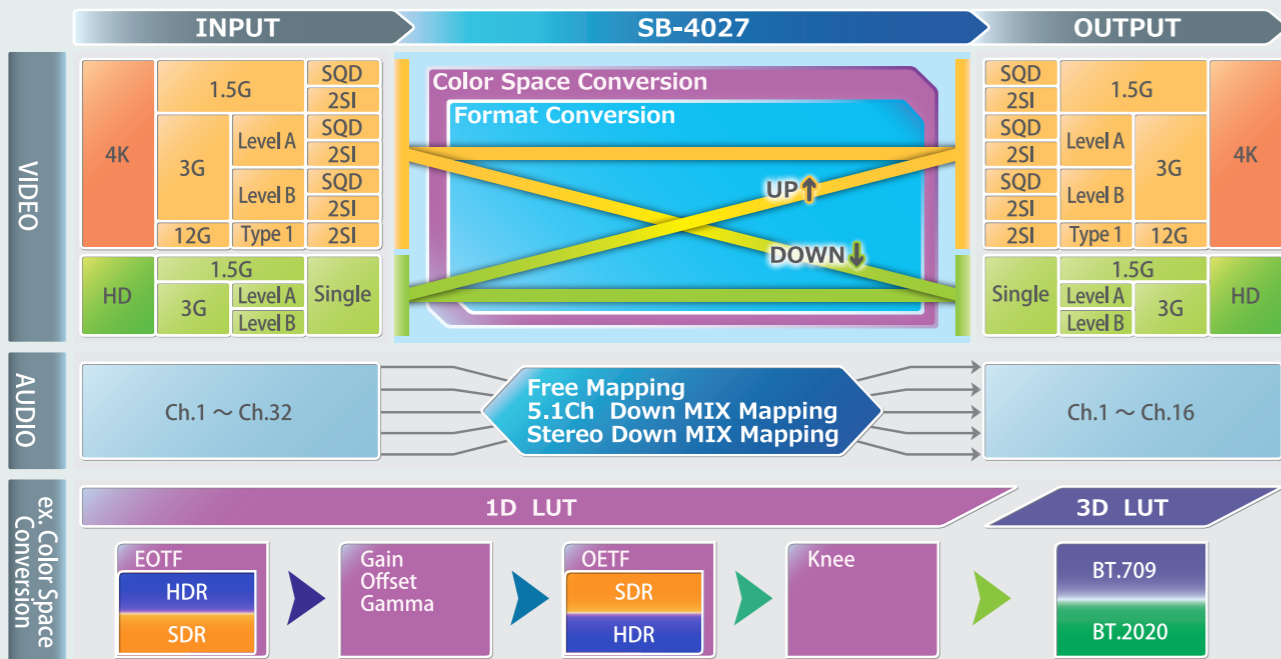 INPUT
SB-4027
OUTPUT
VIDEO
4K
1.5G
SQD
2SI
3G
Level A
SQD
2SI
Level B
SQD
2SI
12G
Type 1
2SI
HD
1.5G
3G
Level A
Level B
Single
Color Space Conversion
Format Conversion
UP↑
DOWN↓
SQD
2SI
1.5G
SQD
2SI
Level A
SQD
2SI
Level B
3G
2SI
Type 1
12G
4K
Single
1.5G
Level A
Level B
3G
HD
AUDIO
Ch.1 ~ Ch.32
Free Mapping
5.1Ch Down MIX Mapping
Stereo Down MIX Mapping
Ch.1 ~ Ch.16
ex. Color Space
Conversion
1D LUT
3D LUT
EOTF
HDR
SDR
Gain
Offset
Gamma
OETF
SDR
HDR
Knee
BT.709
BT.2020